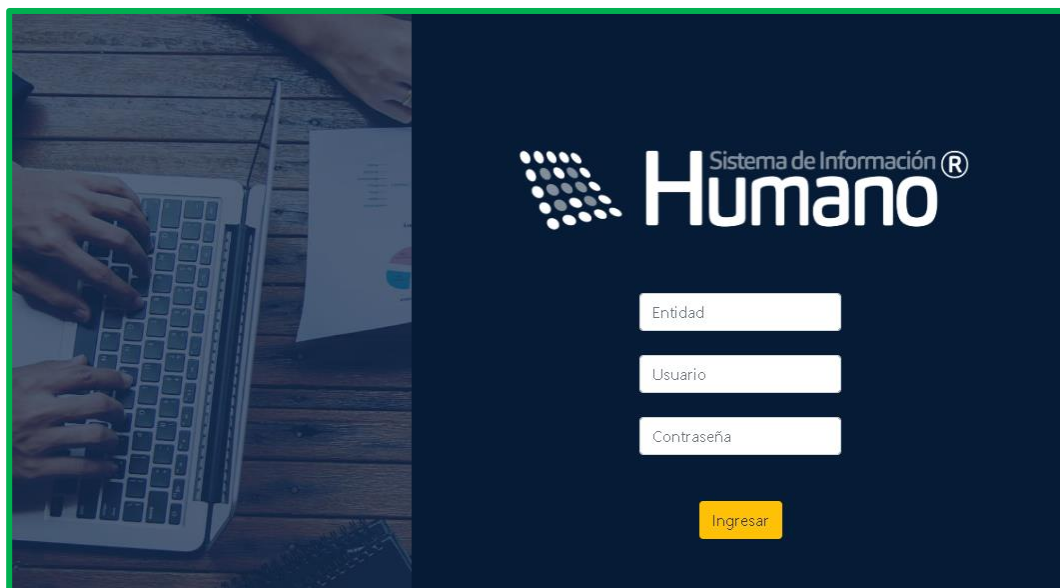 Sistema de Información ®
Humano
Entidad
Usuario
Contraseña
Ingresar